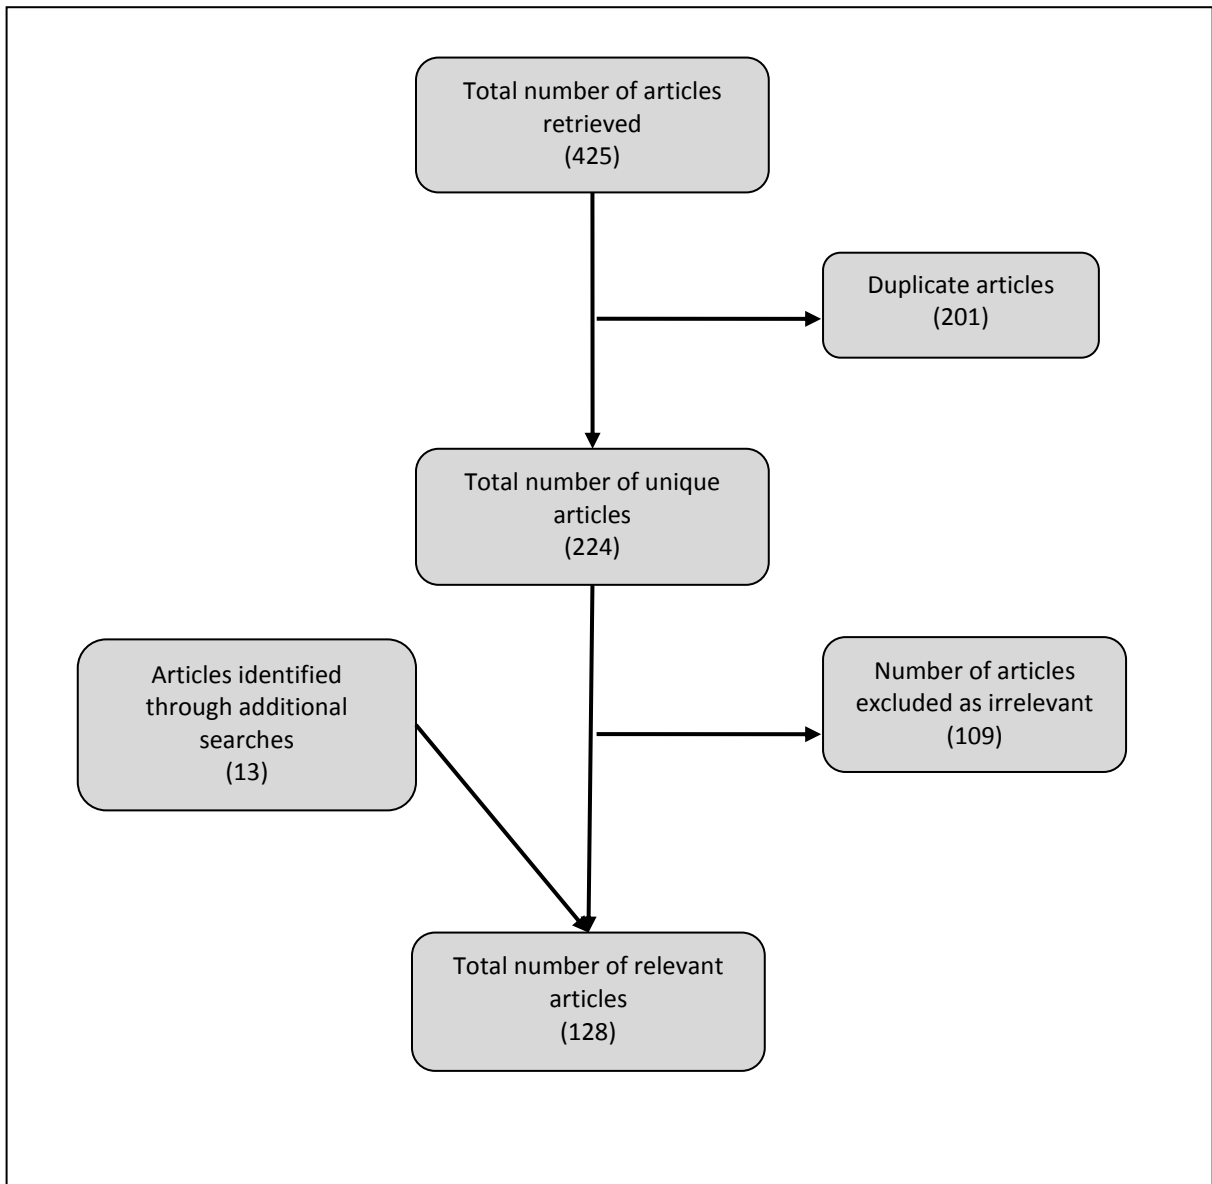 Total number of articles
retrieved
(425)
Duplicate articles
(201)
Total number of unique
articles
(224)
Articles identified
through additional
searches
(13)
Number of articles
excluded as irrelevant
(109)
Total number of relevant
articles
(128)